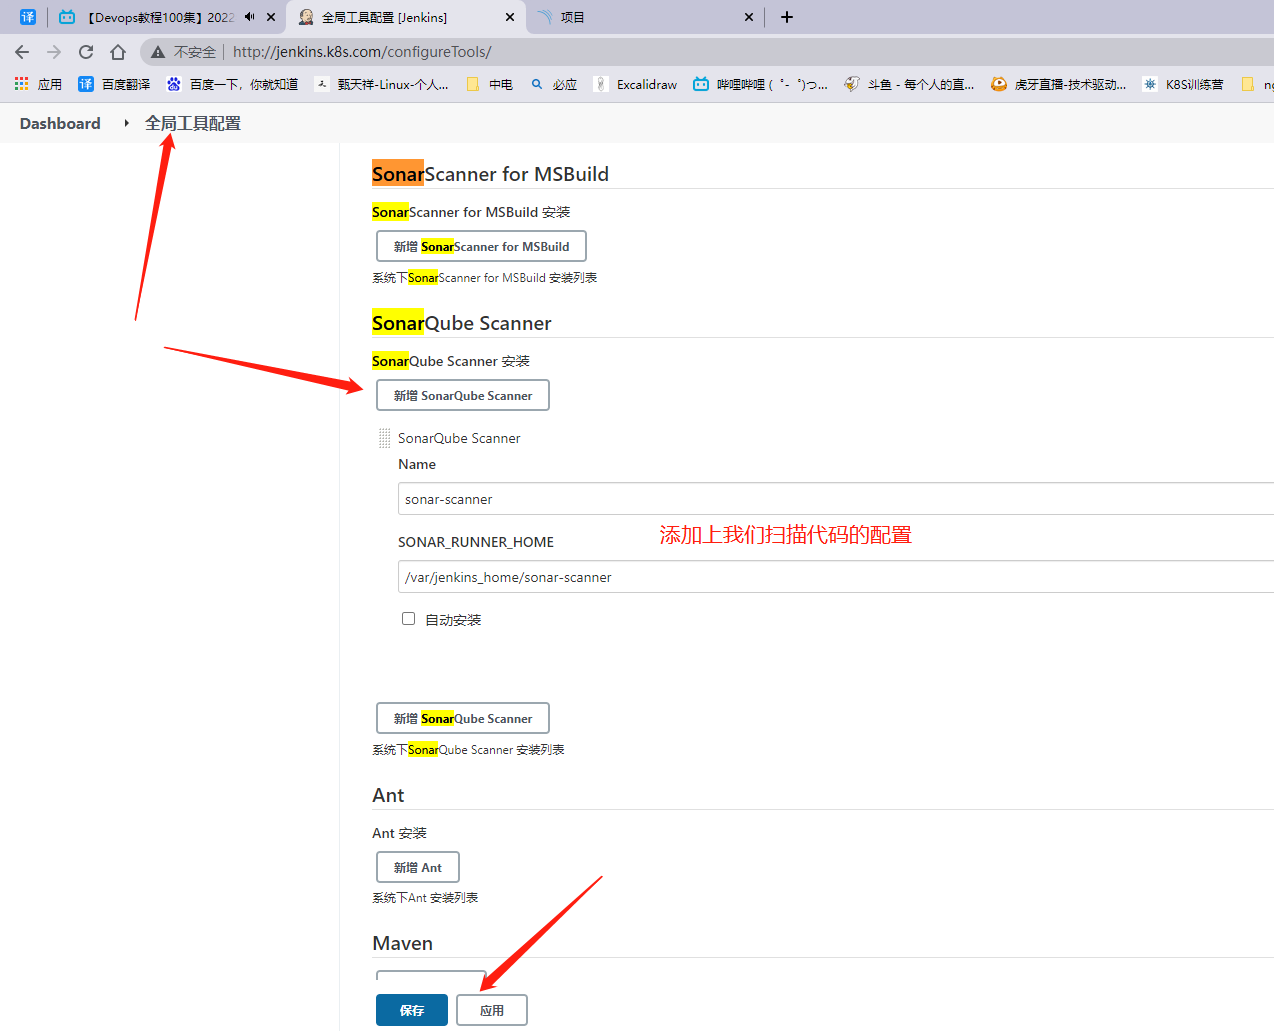 译 【Devops教程100集】2022 全局工具配置 [Jenkins] 项目
不安全 http://jenkins.k8s.com/configureTools/
应用 译 百度翻译 百度一下，你就知道 甄天祥-Linux-个人... 中电 必应 Excalidraw 哔哩哔哩 ( ゜- ゜)つ... 斗鱼 - 每个人的直... 虎牙直播-技术驱动... K8S训练营
Dashboard 全局工具配置
SonarScanner for MSBuild
SonarScanner for MSBuild 安装
新增 SonarScanner for MSBuild
系统下SonarScanner for MSBuild 安装列表
SonarQube Scanner
SonarQube Scanner 安装
新增 SonarQube Scanner
SonarQube Scanner
Name
sonar-scanner
添加上我们扫描代码的配置
SONAR_RUNNER_HOME
/var/jenkins_home/sonar-scanner
自动安装
新增 SonarQube Scanner
系统下SonarQube Scanner 安装列表
Ant
Ant 安装
新增 Ant
系统下Ant 安装列表
Maven
保存 应用